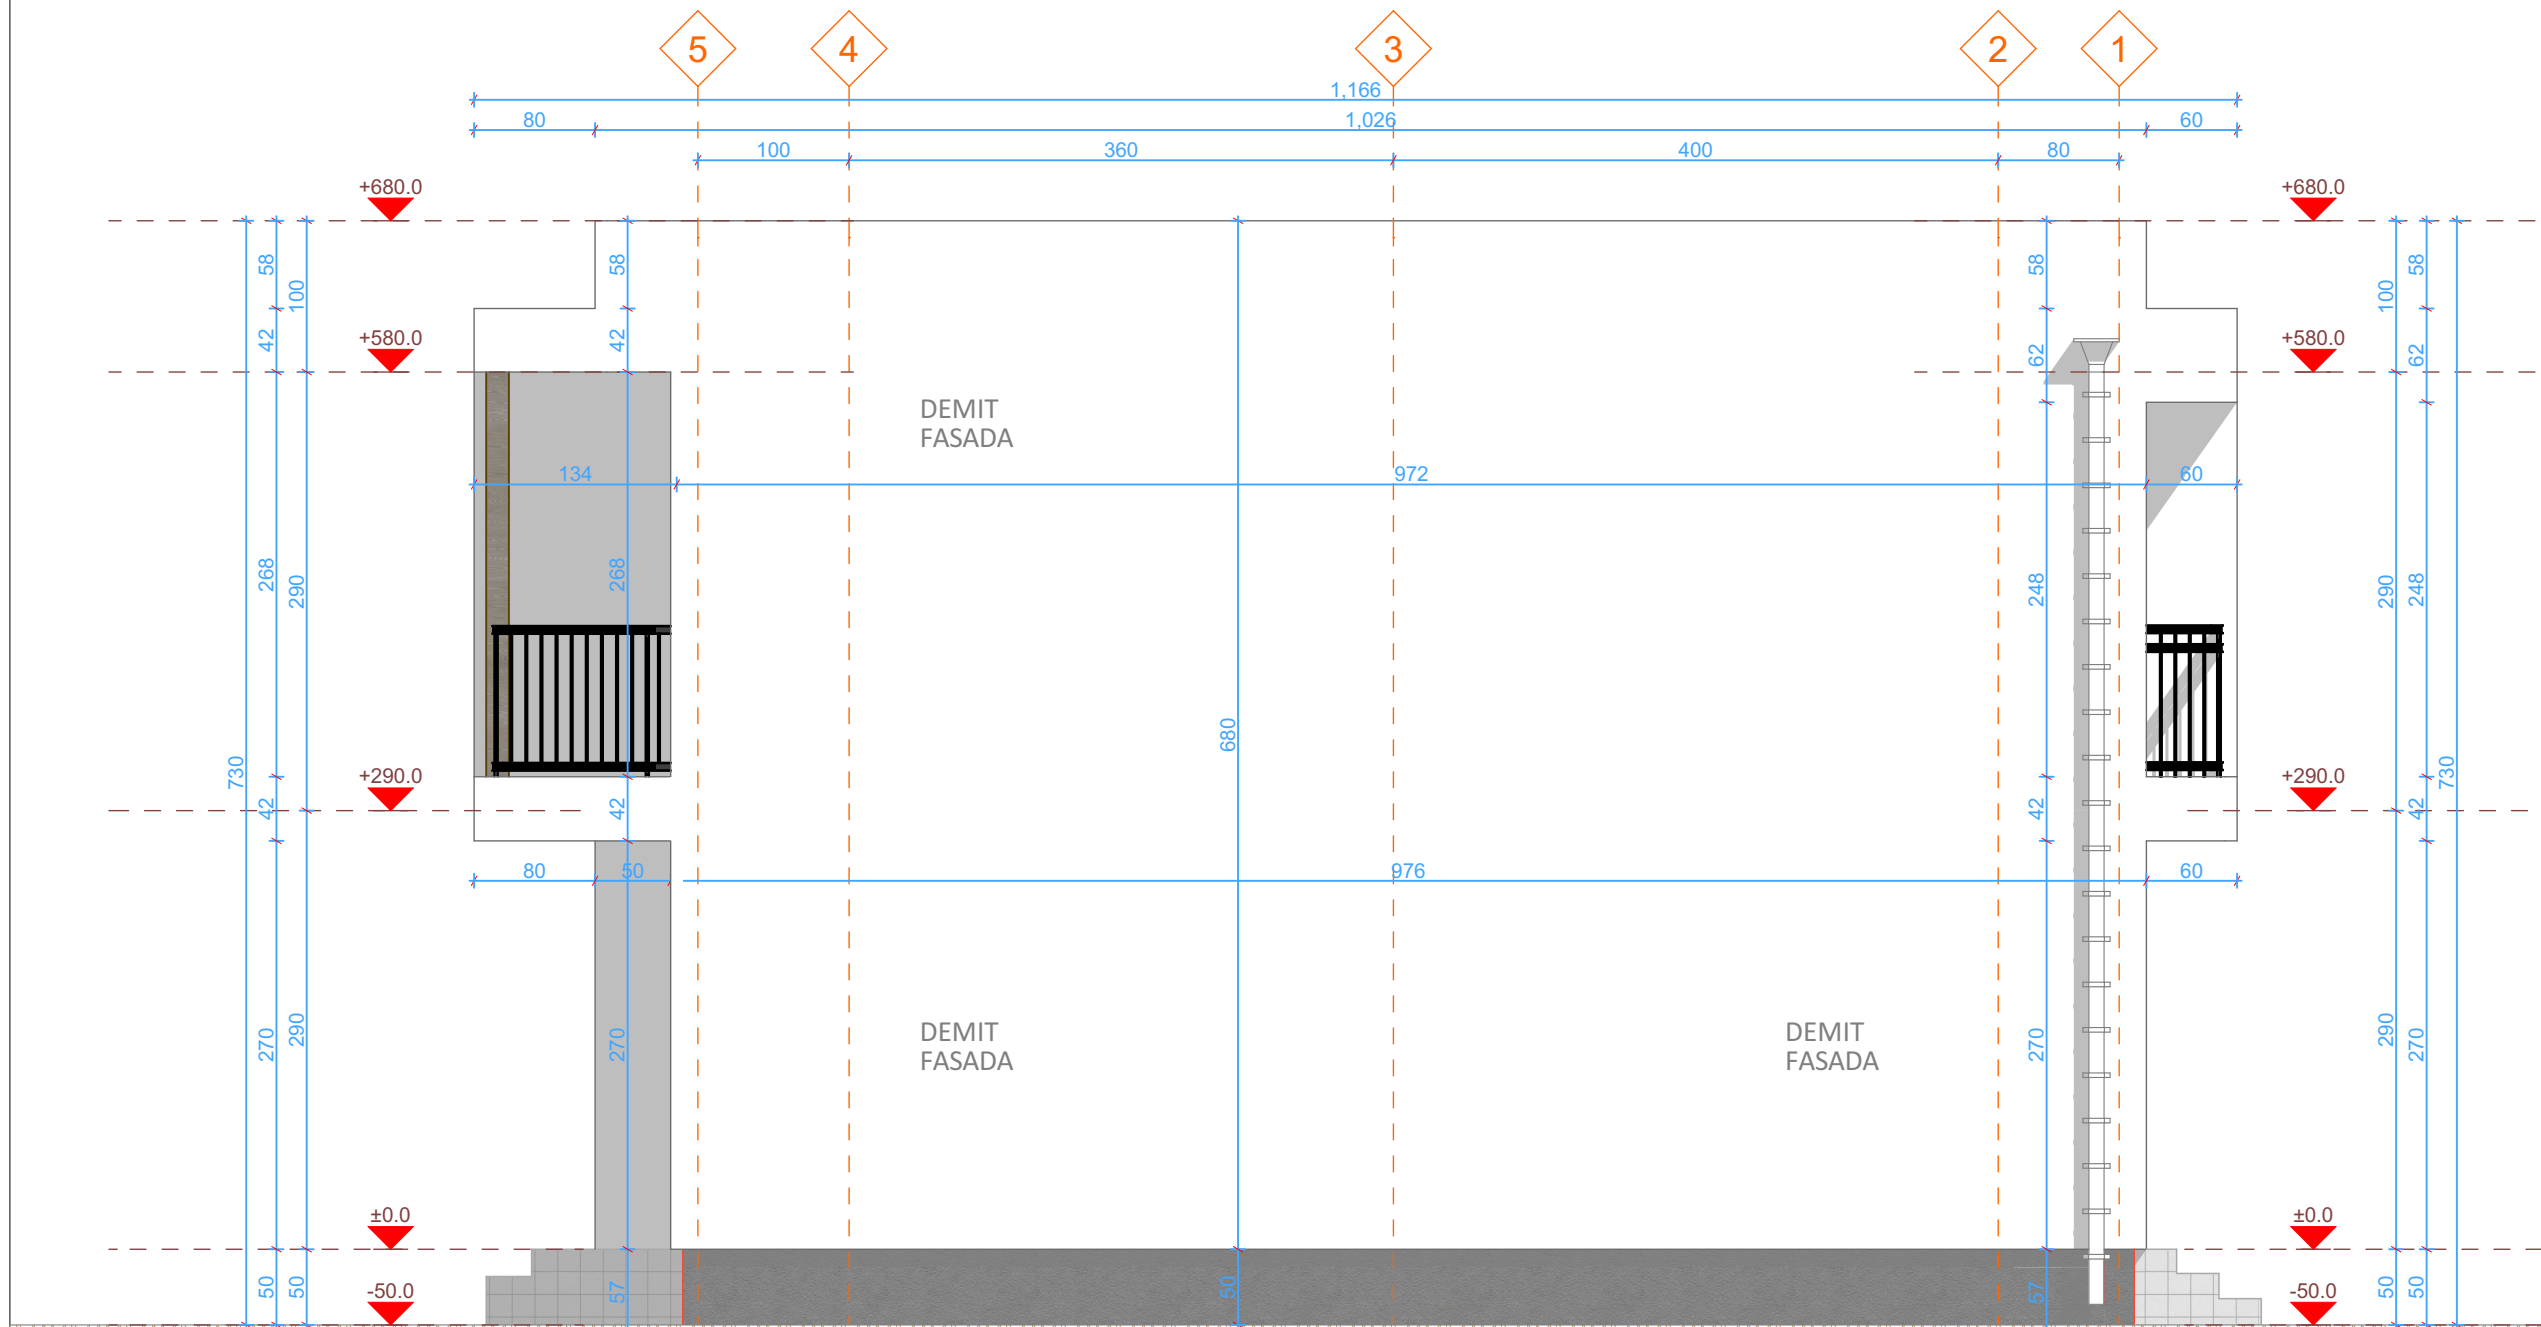 5 4 3 2 1
1,166
80 1,026 60
100 360 400 80
+680.0 +680.0
58 58 58 58
100 100
+580.0 +580.0
42 42 62 62
DEMIT
FASADA
134 972 60
268 290 268 248 290 248
730 680 730
+290.0 +290.0
42 42 42 42
80 50 976 60
DEMIT
FASADA
DEMIT
FASADA
270 290 270 270 290 270
±0.0 ±0.0
-50.0 -50.0
50 50 57 50 57 50 50